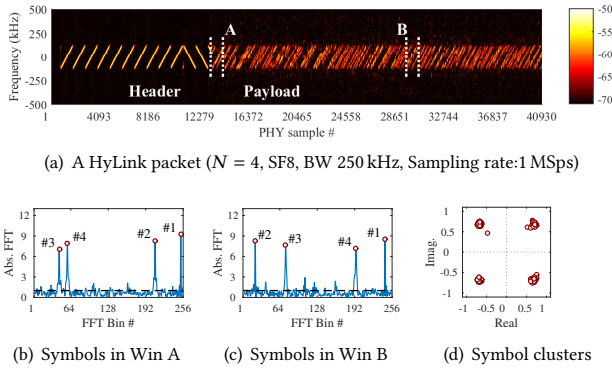 500
250
0
-250
-500
Frequency (kHz)
A
B
Header
Payload
-50
-60
-70
1 4093 8186 12279 16372 20465 24558 28651 32744 36837 40930
PHY sample #
(a) A HyLink packet (N = 4, SF8, BW 250 kHz, Sampling rate:1 MSps)
12
9
6
3
0
Abs. FFT
#3 #4 #2 #1
1 64 128 192 256
FFT Bin #
(b) Symbols in Win A
12
9
6
3
0
Abs. FFT
#2 #3 #4 #1
1 64 128 192 256
FFT Bin #
(c) Symbols in Win B
1
0.5
0
-0.5
-1
Imag.
-1 -0.5 0 0.5 1
Real
(d) Symbol clusters